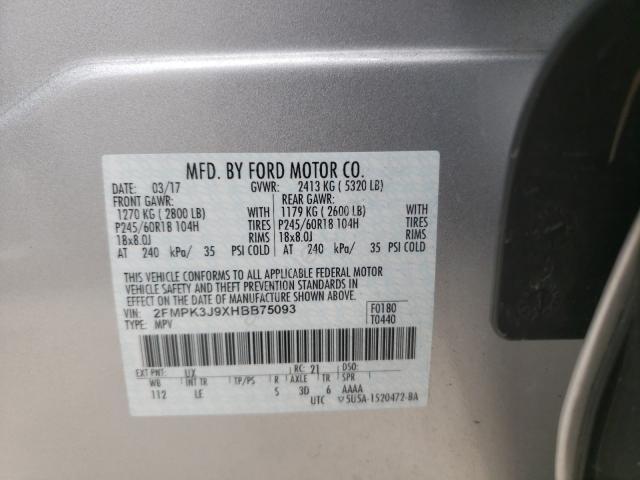 MFD. BY FORD MOTOR CO.
DATE: 03/17 GVWR: 2413 KG ( 5320 LB)
FRONT GAWR: REAR GAWR:
1270 KG ( 2800 LB) WITH 1179 KG ( 2600 LB) WITH
P245/60R18 104H TIRES P245/60R18 104H TIRES
18x8.0J RIMS 18x8.0J RIMS
AT 240 kPa/ 35 PSI COLD AT 240 kPa/ 35 PSI COLD
THIS VEHICLE CONFORMS TO ALL APPLICABLE FEDERAL MOTOR
VEHICLE SAFETY AND THEFT PREVENTION STANDARDS IN
EFFECT ON THE DATE OF MANUFACTURE SHOWN ABOVE.
VIN: 2FMPK3J9XHBB75093 F0180
TYPE: MPV T0440
EXT PNT: UX RC: 21 DSO:
WB INT TR TP/PS R AXLE TR SPR
112 LE 5 3D 6 AAAA
UTC 5U5A-1520472-BA